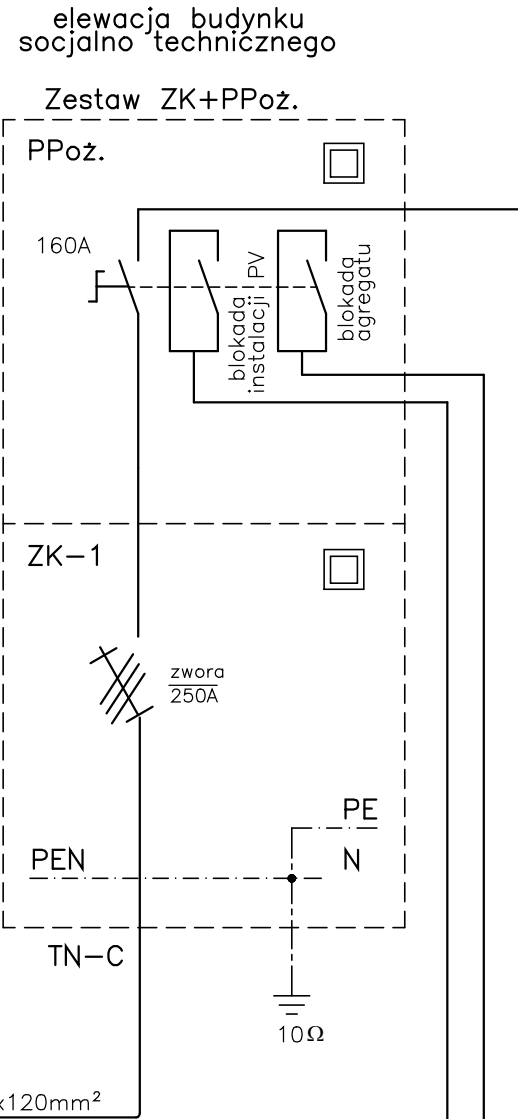 elewacja budynku
socjalno technicznego
Zestaw ZK+PPoż.
PPoż.
160A
blokada
instalacji PV
blokada
agregatu
ZK-1
zwora
250A
PE
PEN
N
TN-C
10Ω
x120mm²